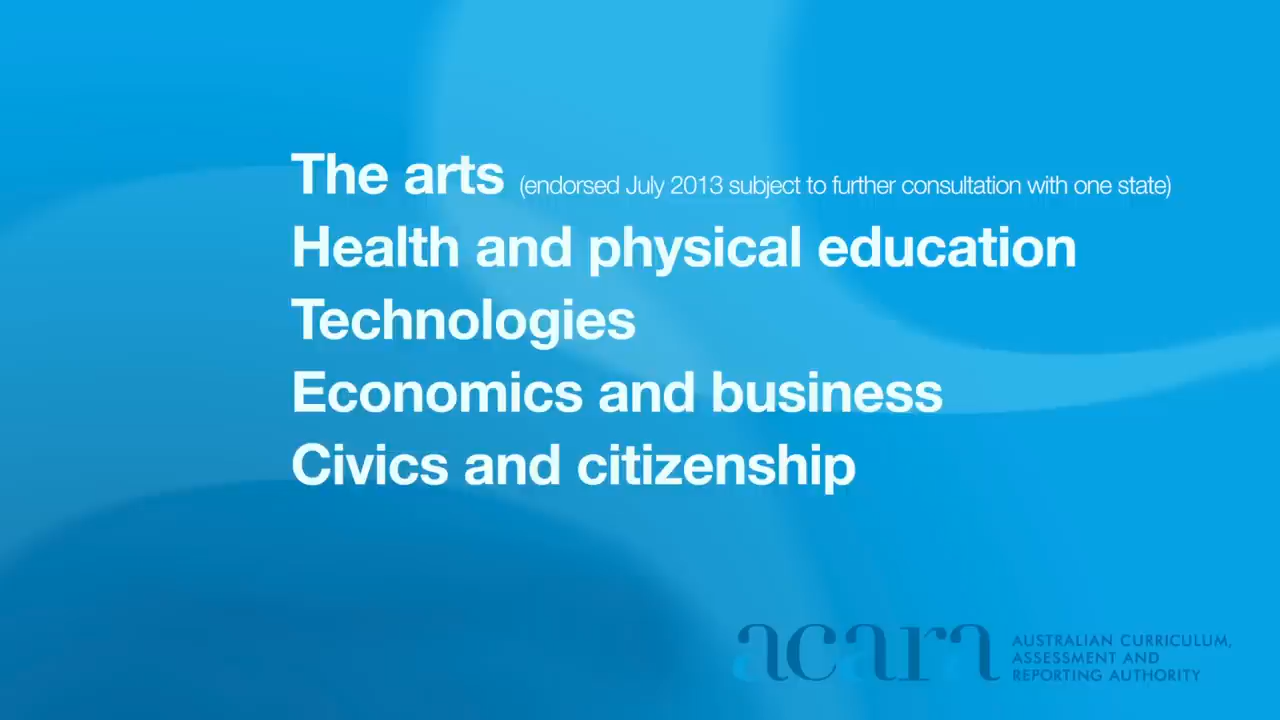 The arts (endorsed July 2013 subject to further consultation with one state)
Health and physical education
Technologies
Economics and business
Civics and citizenship
acara
AUSTRALIAN CURRICULUM,
ASSESSMENT AND
REPORTING AUTHORITY